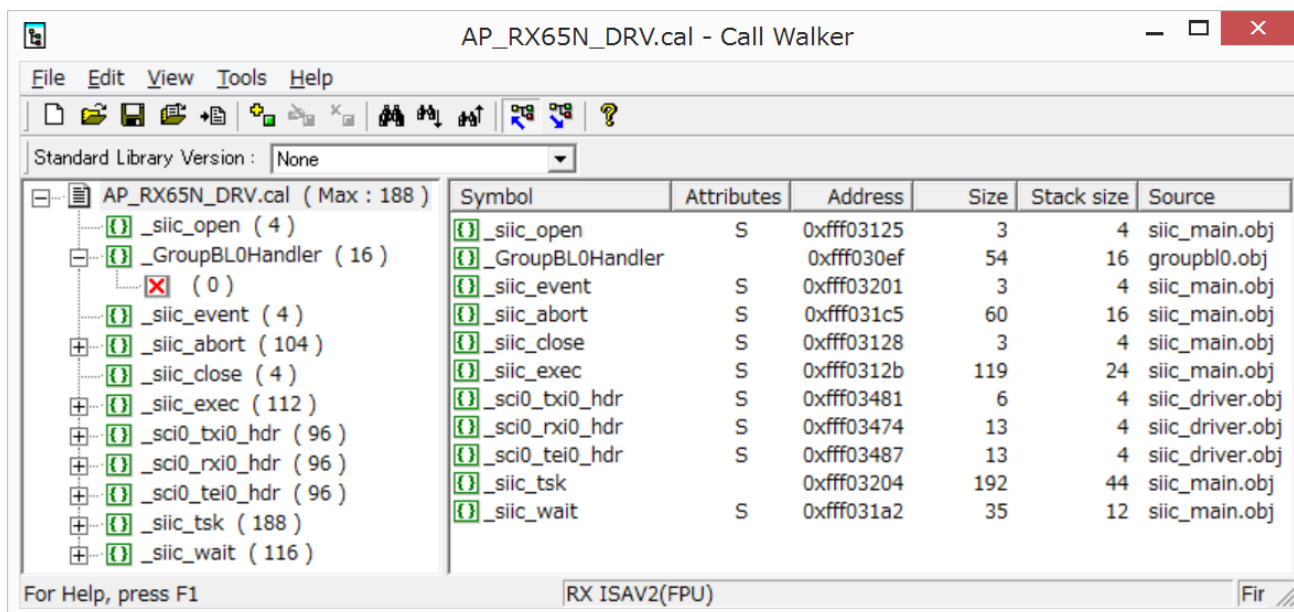 AP_RX65N_DRV.cal - Call Walker
File Edit View Tools Help
Standard Library Version : None
AP_RX65N_DRV.cal ( Max : 188 )
_siic_open ( 4 )
_GroupBL0Handler ( 16 )
( 0 )
_siic_event ( 4 )
_siic_abort ( 104 )
_siic_close ( 4 )
_siic_exec ( 112 )
_sci0_txi0_hdr ( 96 )
_sci0_rxi0_hdr ( 96 )
_sci0_tei0_hdr ( 96 )
_siic_tsk ( 188 )
_siic_wait ( 116 )
Symbol Attributes Address Size Stack size Source
_siic_open S 0xfff03125 3 4 siic_main.obj
_GroupBL0Handler 0xfff030ef 54 16 groupbl0.obj
_siic_event S 0xfff03201 3 4 siic_main.obj
_siic_abort S 0xfff031c5 60 16 siic_main.obj
_siic_close S 0xfff03128 3 4 siic_main.obj
_siic_exec S 0xfff0312b 119 24 siic_main.obj
_sci0_txi0_hdr S 0xfff03481 6 4 siic_driver.obj
_sci0_rxi0_hdr S 0xfff03474 13 4 siic_driver.obj
_sci0_tei0_hdr S 0xfff03487 13 4 siic_driver.obj
_siic_tsk 0xfff03204 192 44 siic_main.obj
_siic_wait S 0xfff031a2 35 12 siic_main.obj
For Help, press F1 RX ISAV2(FPU) Fir